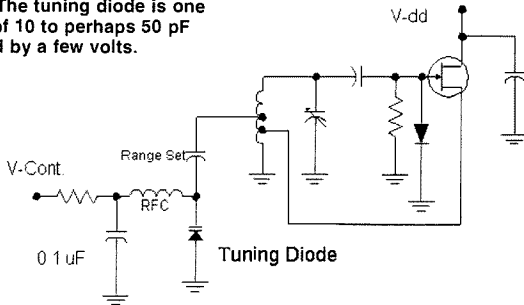 The tuning diode is one
of 10 to perhaps 50 pF
d by a few volts.
V-dd
Range Set
V-Cont.
RFC
0 1 uF
Tuning Diode